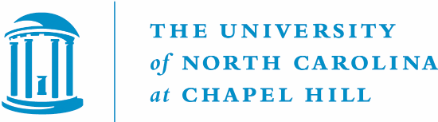 THE UNIVERSITY
of NORTH CAROLINA
at CHAPEL HILL